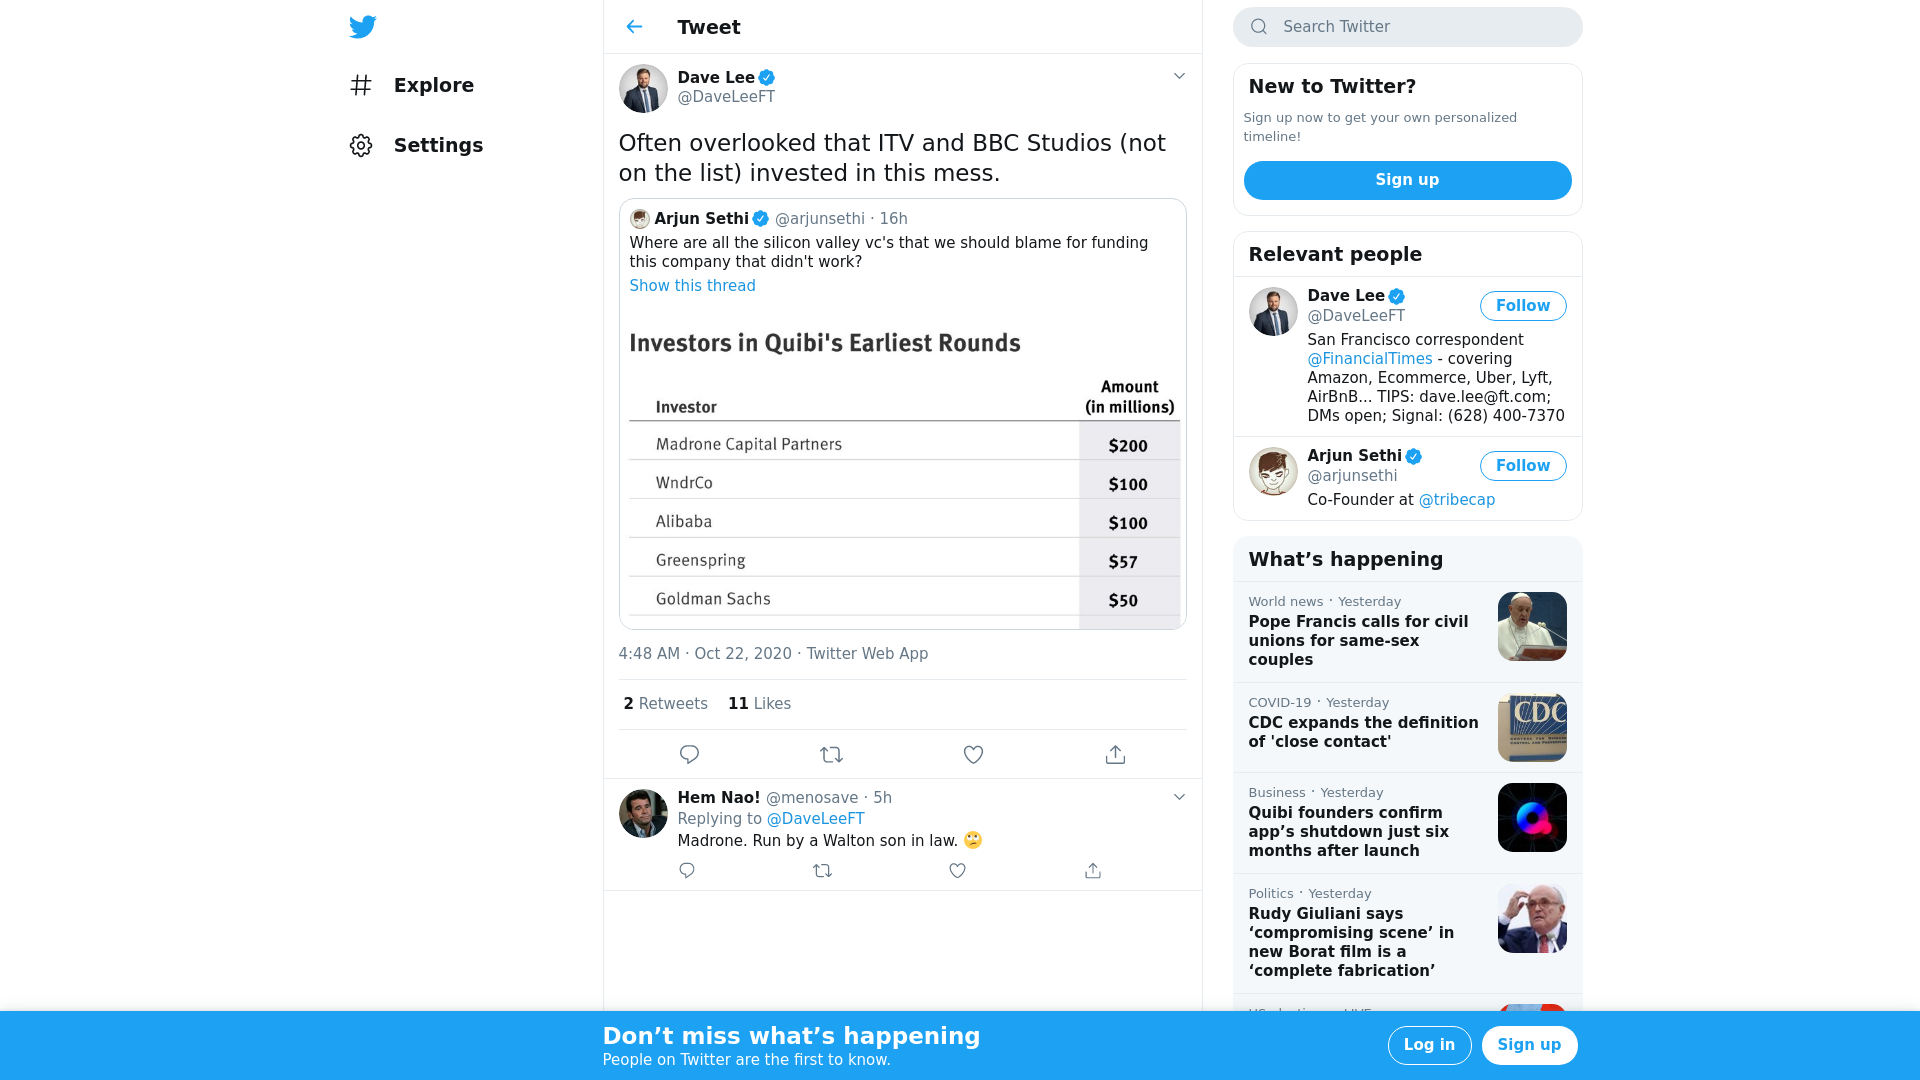 Explore
Settings
Tweet
Dave Lee
@DaveLeeFT
Often overlooked that ITV and BBC Studios (not
on the list) invested in this mess.
Arjun Sethi @arjunsethi · 16h
Where are all the silicon valley vc's that we should blame for funding
this company that didn't work?
Show this thread
Investors in Quibi's Earliest Rounds
Investor Amount
(in millions)
Madrone Capital Partners $200
WndrCo $100
Alibaba $100
Greenspring $57
Goldman Sachs $50
4:48 AM · Oct 22, 2020 · Twitter Web App
2 Retweets 11 Likes
Hem Nao! @menosave · 5h
Replying to @DaveLeeFT
Madrone. Run by a Walton son in law. 🙄
Search Twitter
New to Twitter?
Sign up now to get your own personalized
timeline!
Sign up
Relevant people
Dave Lee
@DaveLeeFT
Follow
San Francisco correspondent
@FinancialTimes - covering
Amazon, Ecommerce, Uber, Lyft,
AirBnB... TIPS: dave.lee@ft.com;
DMs open; Signal: (628) 400-7370
Arjun Sethi
@arjunsethi
Follow
Co-Founder at @tribecap
What’s happening
World news · Yesterday
Pope Francis calls for civil
unions for same-sex
couples
COVID-19 · Yesterday
CDC expands the definition
of 'close contact'
CDC
Business · Yesterday
Quibi founders confirm
app’s shutdown just six
months after launch
Politics · Yesterday
Rudy Giuliani says
‘compromising scene’ in
new Borat film is a
‘complete fabrication’
Don’t miss what’s happening
People on Twitter are the first to know.
Log in
Sign up